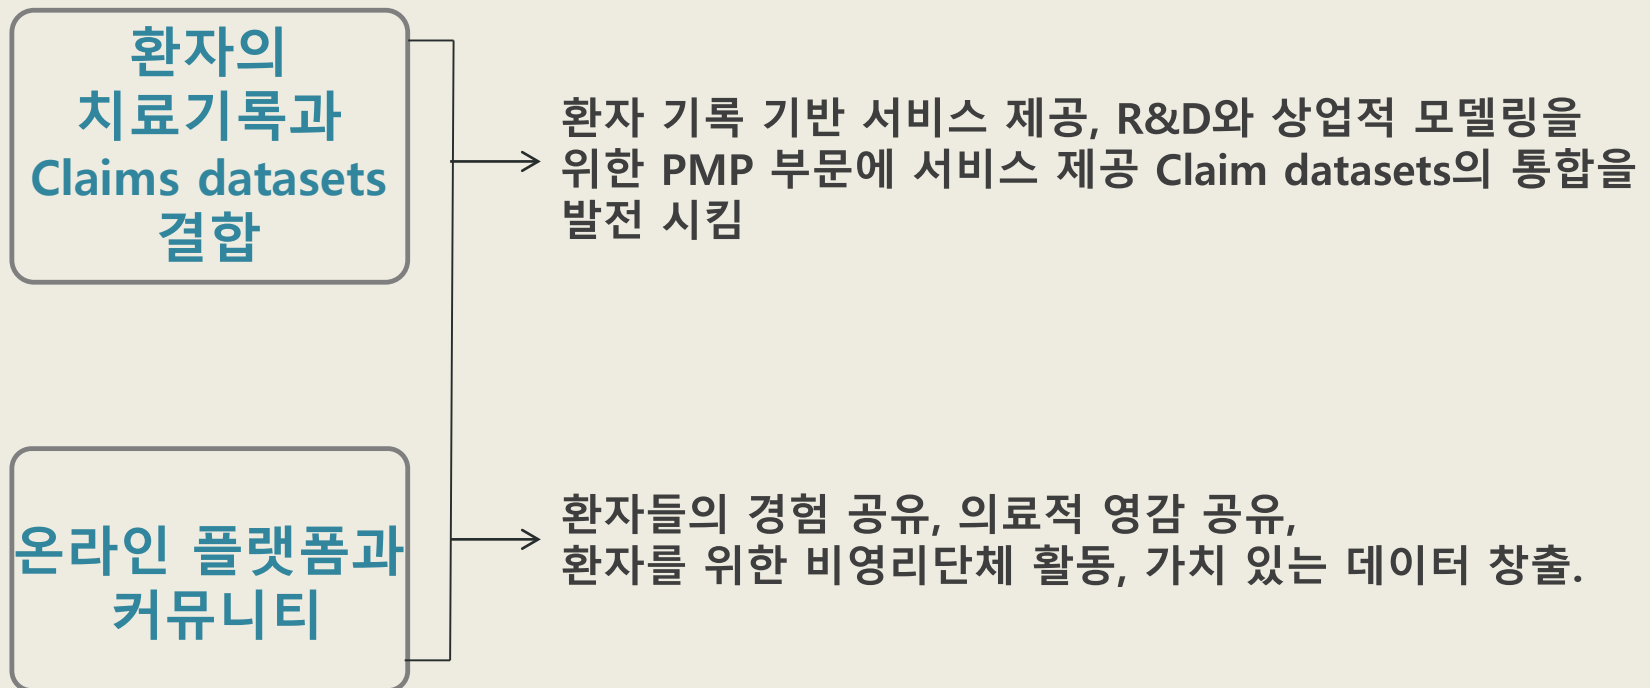 환자의
치료기록과
Claims datasets
결합
환자 기록 기반 서비스 제공, R&D와 상업적 모델링을
위한 PMP 부문에 서비스 제공 Claim datasets의 통합을
발전 시킴
온라인 플랫폼과
커뮤니티
환자들의 경험 공유, 의료적 영감 공유,
환자를 위한 비영리단체 활동, 가치 있는 데이터 창출.